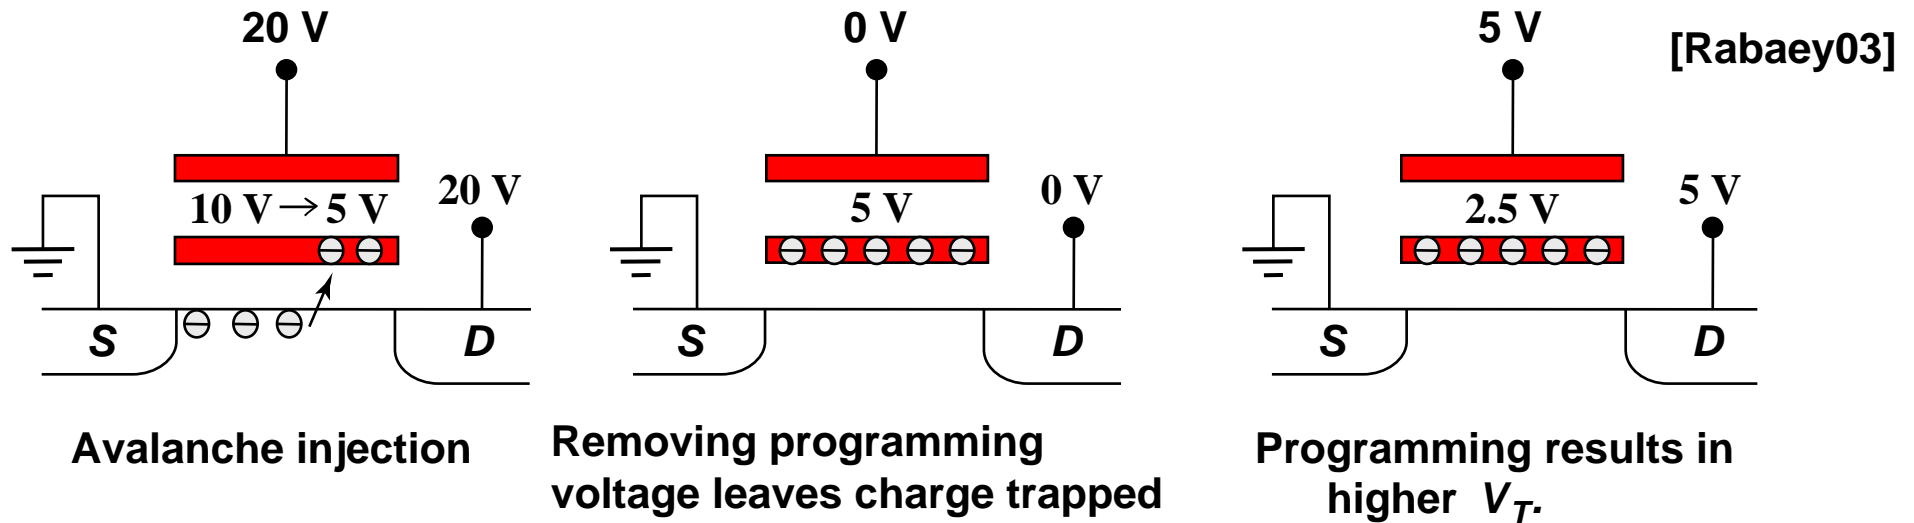 20 V
0 V
5 V
[Rabaey03]
10 V → 5 V
20 V
5 V
0 V
2.5 V
5 V
S
D
S
D
S
D
Avalanche injection
Removing programming
voltage leaves charge trapped
Programming results in
higher V_T.